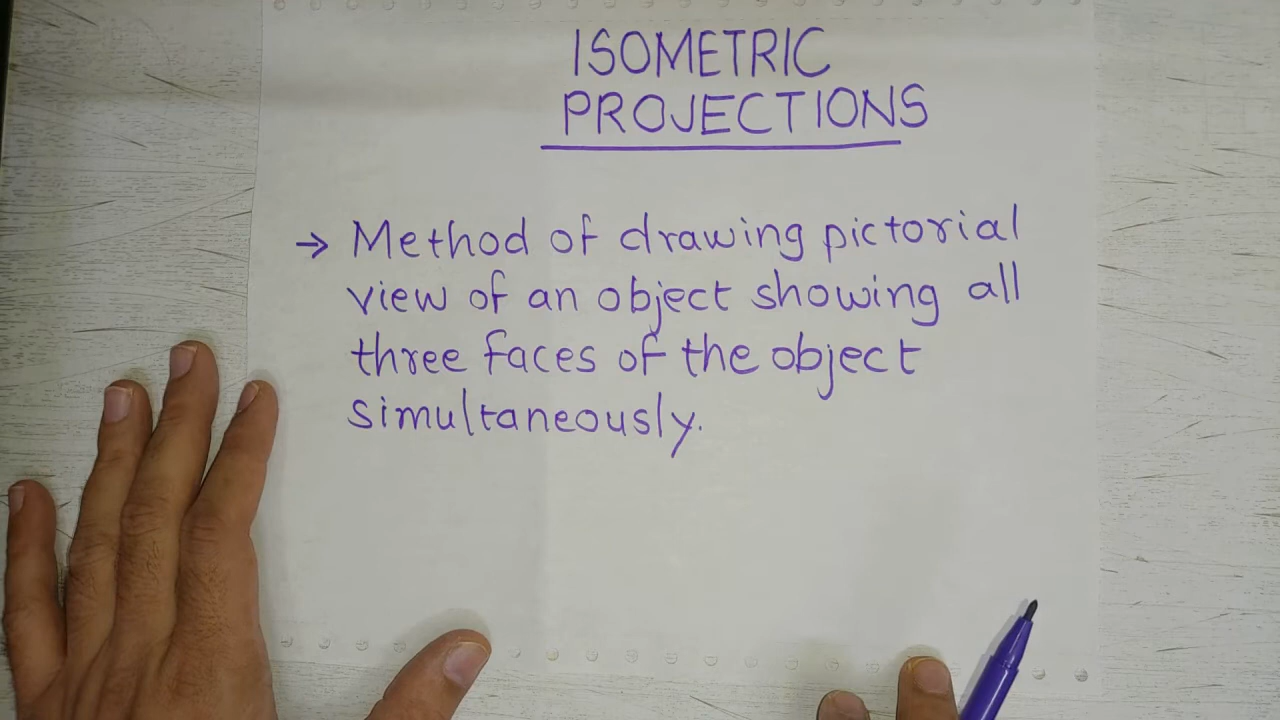 ISOMETRIC
PROJECTIONS
→ Method of drawing pictorial
view of an object showing all
three faces of the object
simultaneously.